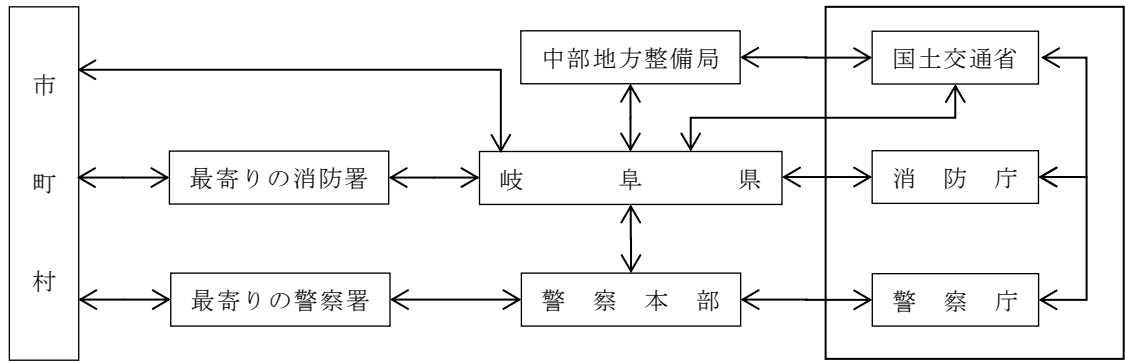 市町村
中部地方整備局
国土交通省
最寄りの消防署
岐阜県
消防庁
最寄りの警察署
警察本部
警察庁